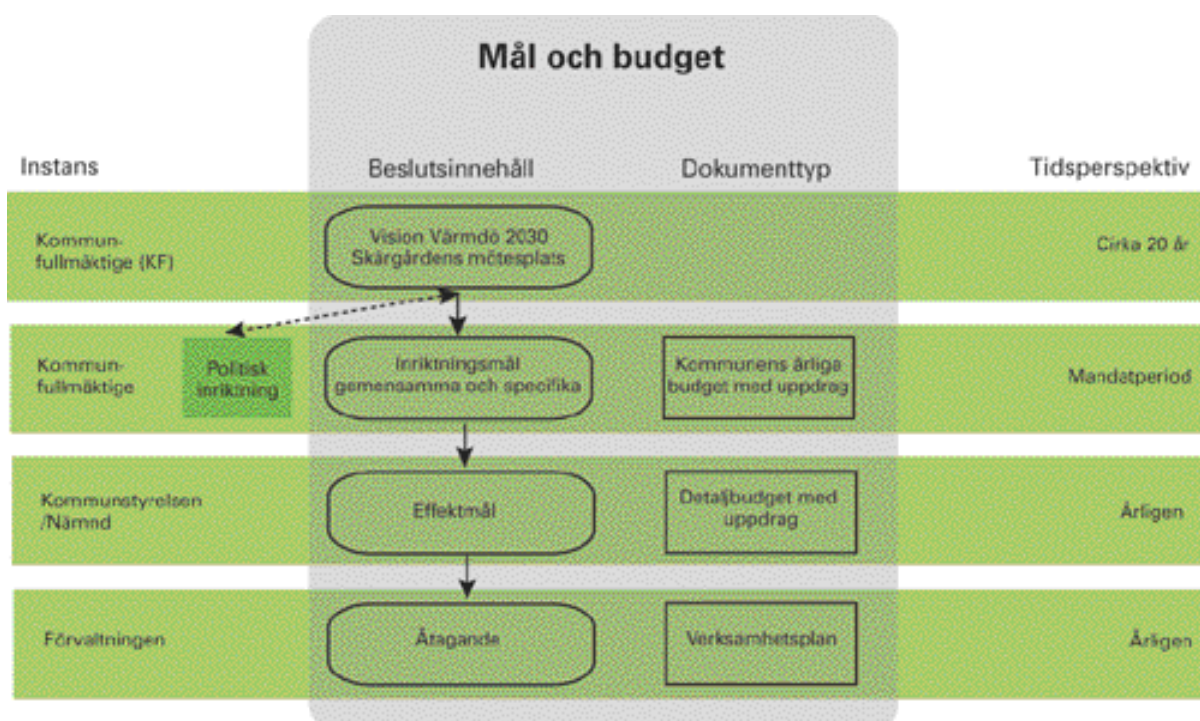 Mål och budget
Instans
Beslutsinnehåll
Dokumenttyp
Tidsperspektiv
Kommun-
fullmäktige (KF)
Vision Värmdö 2030
Skärgårdens mötesplats
Cirka 20 år
Kommun-
fullmäktige
Politisk
inriktning
Inriktningsmål
gemensamma och specifika
Kommunens årliga
budget med uppdrag
Mandatperiod
Kommunstyrelsen
/Nämnd
Effektmål
Detaljbudget med
uppdrag
Årligen
Förvaltningen
Åtagande
Verksamhetsplan
Årligen